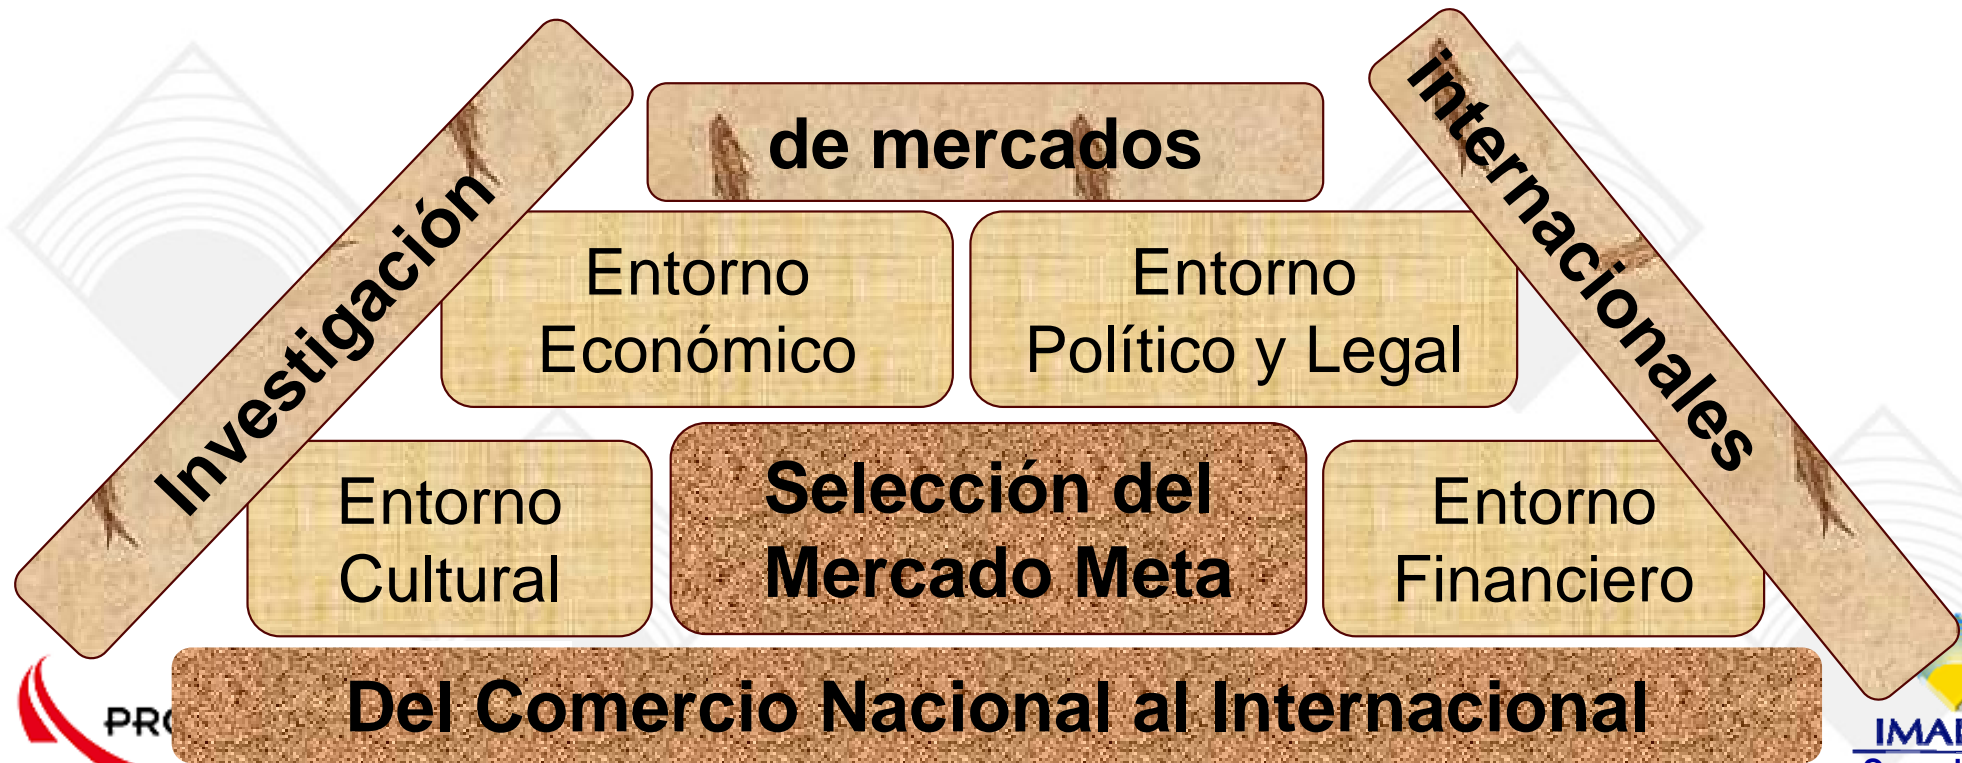 Investigación
de mercados
internacionales
Entorno
Económico
Entorno
Político y Legal
Entorno
Cultural
Selección del
Mercado Meta
Entorno
Financiero
Del Comercio Nacional al Internacional